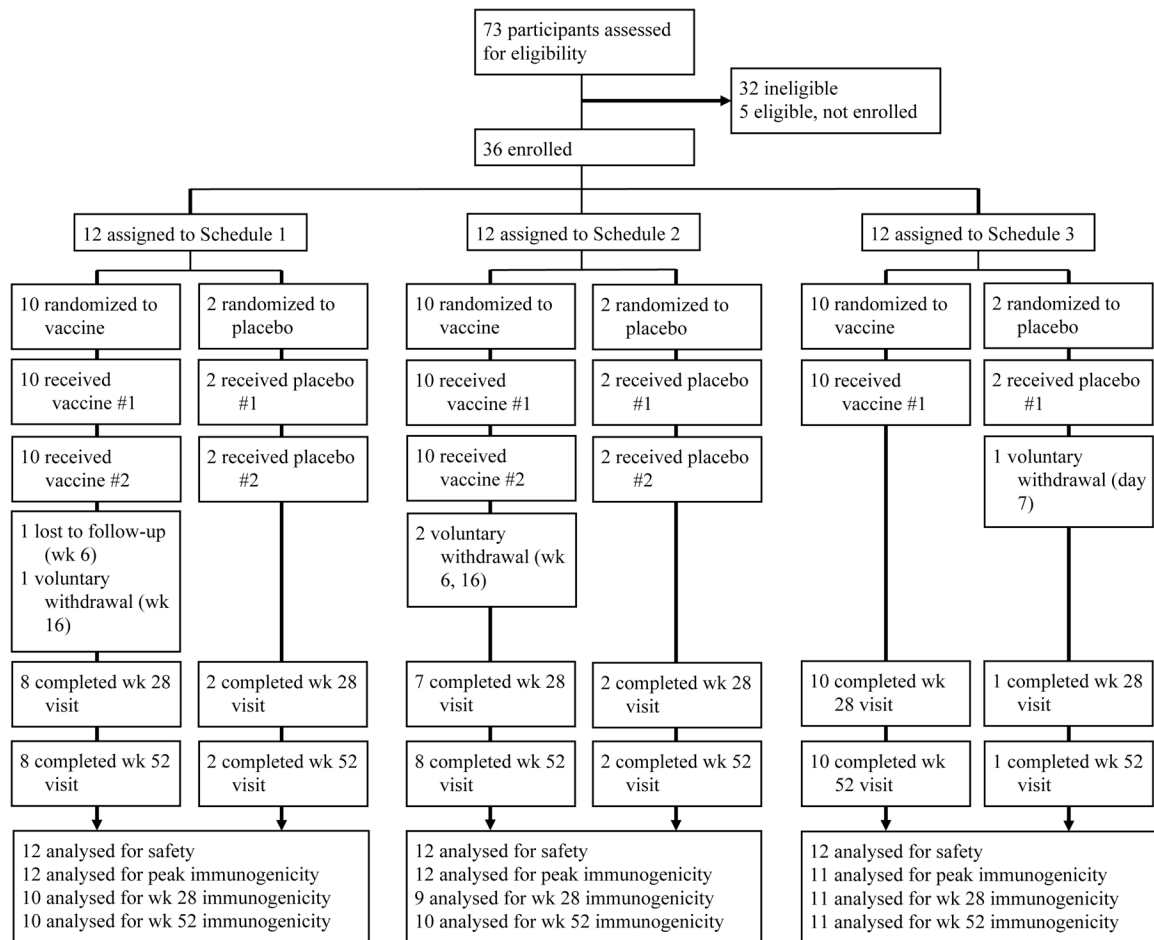 73 participants assessed
for eligibility
32 ineligible
5 eligible, not enrolled
36 enrolled
12 assigned to Schedule 1
12 assigned to Schedule 2
12 assigned to Schedule 3
10 randomized to
vaccine
2 randomized to
placebo
10 randomized to
vaccine
2 randomized to
placebo
10 randomized to
vaccine
2 randomized to
placebo
10 received
vaccine #1
2 received placebo
#1
10 received
vaccine #1
2 received placebo
#1
10 received
vaccine #1
2 received placebo
#1
10 received
vaccine #2
2 received placebo
#2
10 received
vaccine #2
2 received placebo
#2
1 voluntary
withdrawal (day
7)
1 lost to follow-up
(wk 6)
1 voluntary
withdrawal (wk
16)
2 voluntary
withdrawal (wk
6, 16)
8 completed wk 28
visit
2 completed wk 28
visit
7 completed wk 28
visit
2 completed wk 28
visit
10 completed wk
28 visit
1 completed wk 28
visit
8 completed wk 52
visit
2 completed wk 52
visit
8 completed wk 52
visit
2 completed wk 52
visit
10 completed wk
52 visit
1 completed wk 52
visit
12 analysed for safety
12 analysed for peak immunogenicity
10 analysed for wk 28 immunogenicity
10 analysed for wk 52 immunogenicity
12 analysed for safety
12 analysed for peak immunogenicity
9 analysed for wk 28 immunogenicity
10 analysed for wk 52 immunogenicity
12 analysed for safety
11 analysed for peak immunogenicity
11 analysed for wk 28 immunogenicity
11 analysed for wk 52 immunogenicity